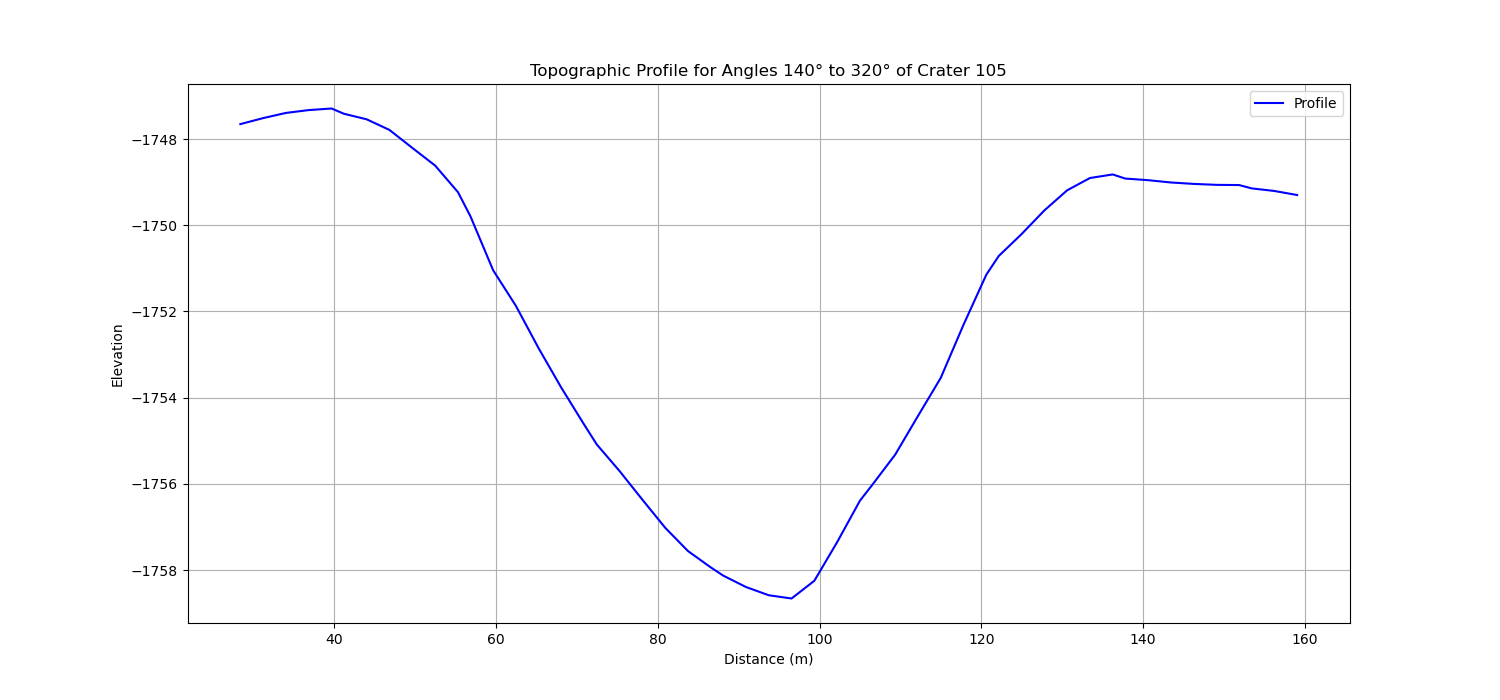 Topographic Profile for Angles 140° to 320° of Crater 105
Profile
−1748
−1750
−1752
−1754
−1756
−1758
Elevation
40 60 80 100 120 140 160
Distance (m)